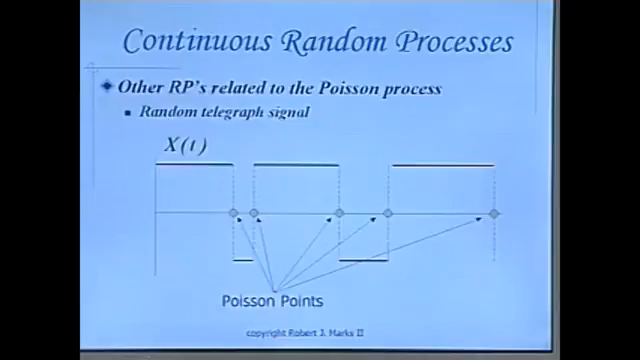 Continuous Random Processes
Other RP's related to the Poisson process
Random telegraph signal
X(t)
Poisson Points
copyright Robert J. Marks II